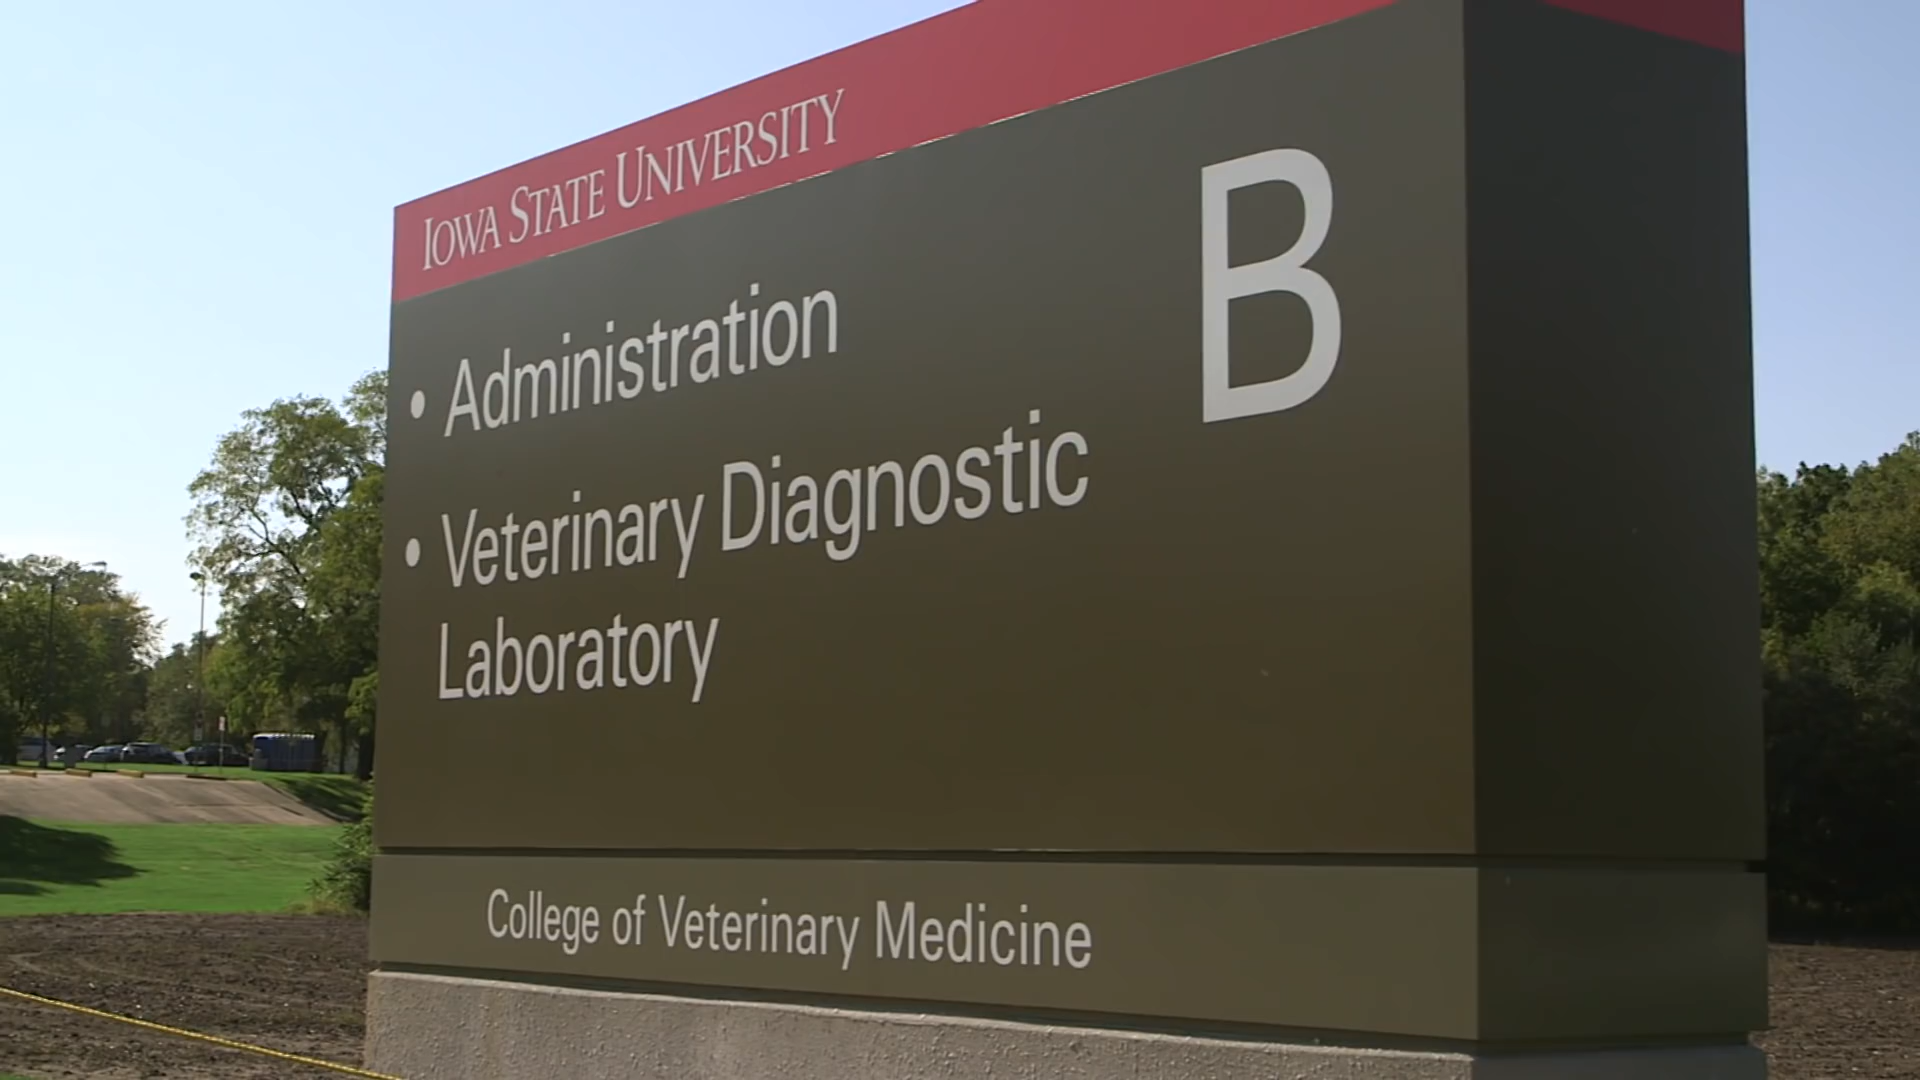 IOWA STATE UNIVERSITY
B
• Administration
• Veterinary Diagnostic
Laboratory
College of Veterinary Medicine